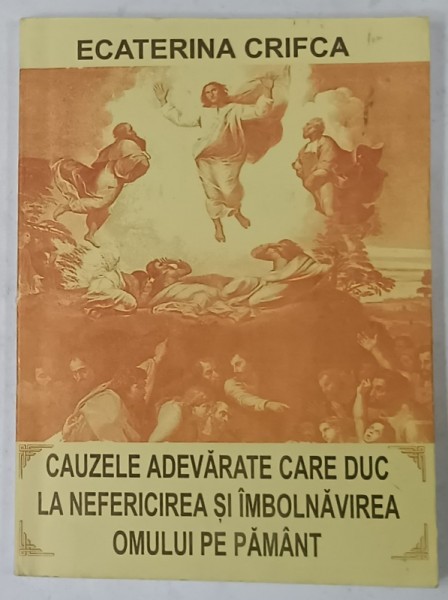 ECATERINA CRIFCA
CAUZELE ADEVĂRATE CARE DUC
LA NEFERICIREA ȘI ÎMBOLNĂVIREA
OMULUI PE PĂMÂNT